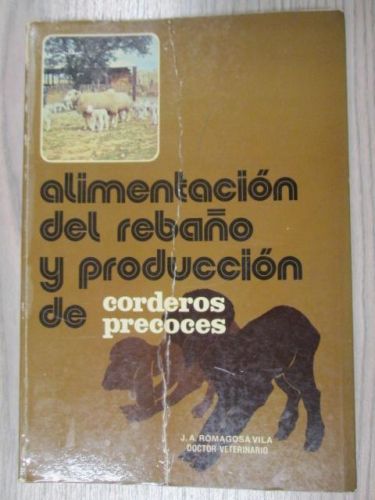 alimentación
del rebaño
y producción
de corderos
precoces
J. A. ROMAGOSA VILA
DOCTOR VETERINARIO